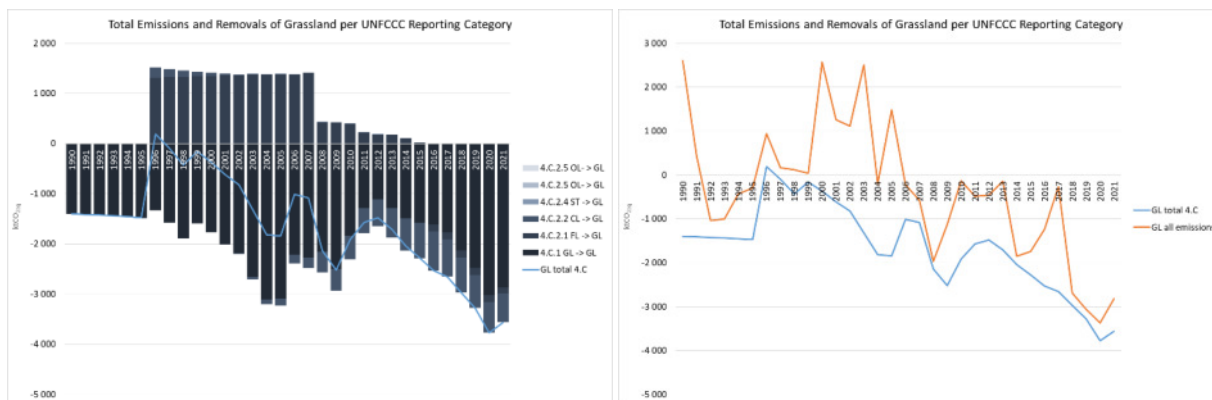 Total Emissions and Removals of Grassland per UNFCCC Reporting Category
2 000
1 000
0
-1 000
-2 000
-3 000
-4 000
-5 000
ktCO2eq
1990 1991 1992 1993 1994 1995 1996 1997 1998 1999 2000 2001 2002 2003 2004 2005 2006 2007 2008 2009 2010 2011 2012 2013 2014 2015 2016 2017 2018 2019 2020 2021
4.C.2.5 OL -> GL
4.C.2.5 OL -> GL
4.C.2.4 ST -> GL
4.C.2.2 CL -> GL
4.C.2.1 FL -> GL
4.C.1 GL -> GL
GL total 4.C
Total Emissions and Removals of Grassland per UNFCCC Reporting Category
3 000
2 000
1 000
0
-1 000
-2 000
-3 000
-4 000
-5 000
ktCO2eq
1990 1991 1992 1993 1994 1995 1996 1997 1998 1999 2000 2001 2002 2003 2004 2005 2006 2007 2008 2009 2010 2011 2012 2013 2014 2015 2016 2017 2018 2019 2020 2021
GL total 4.C
GL all emissions